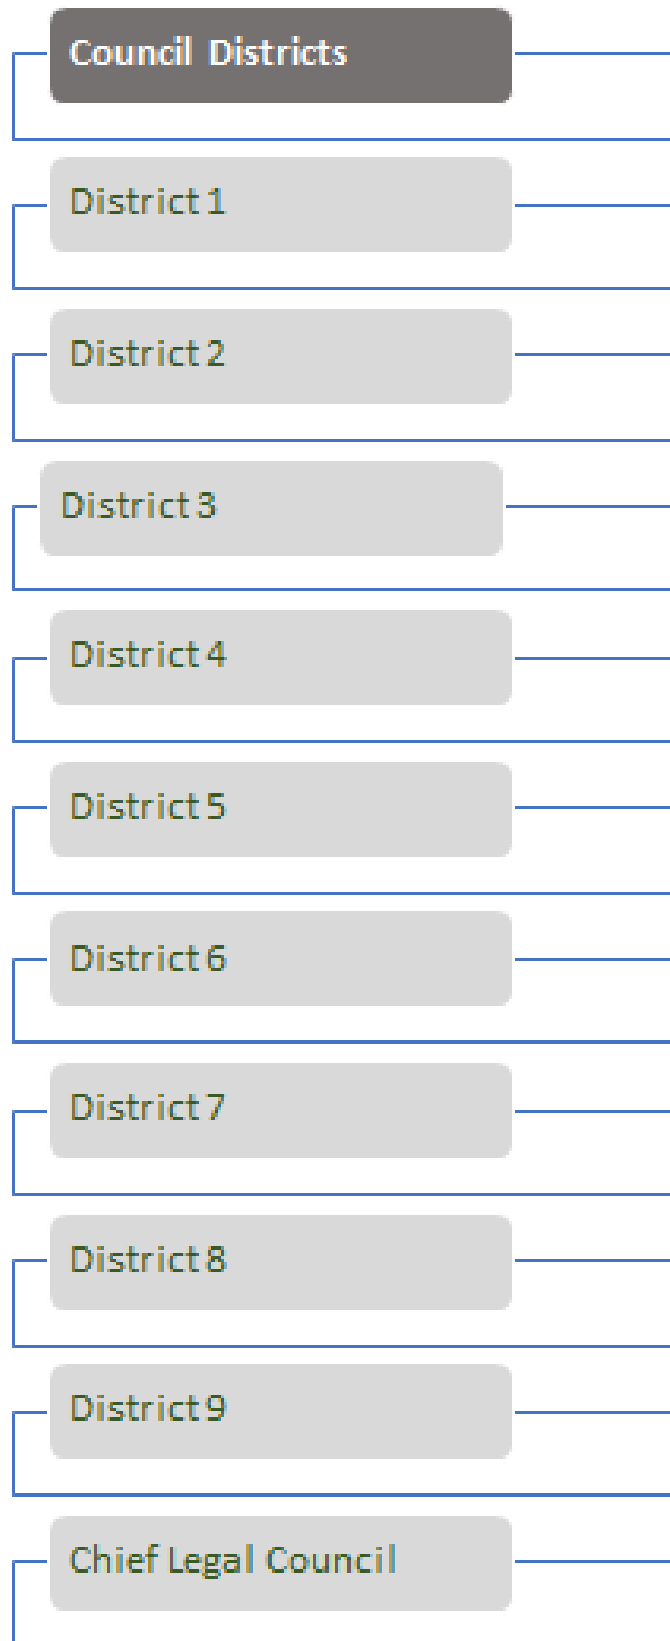 Council Districts
District 1
District 2
District 3
District 4
District 5
District 6
District 7
District 8
District 9
Chief Legal Council